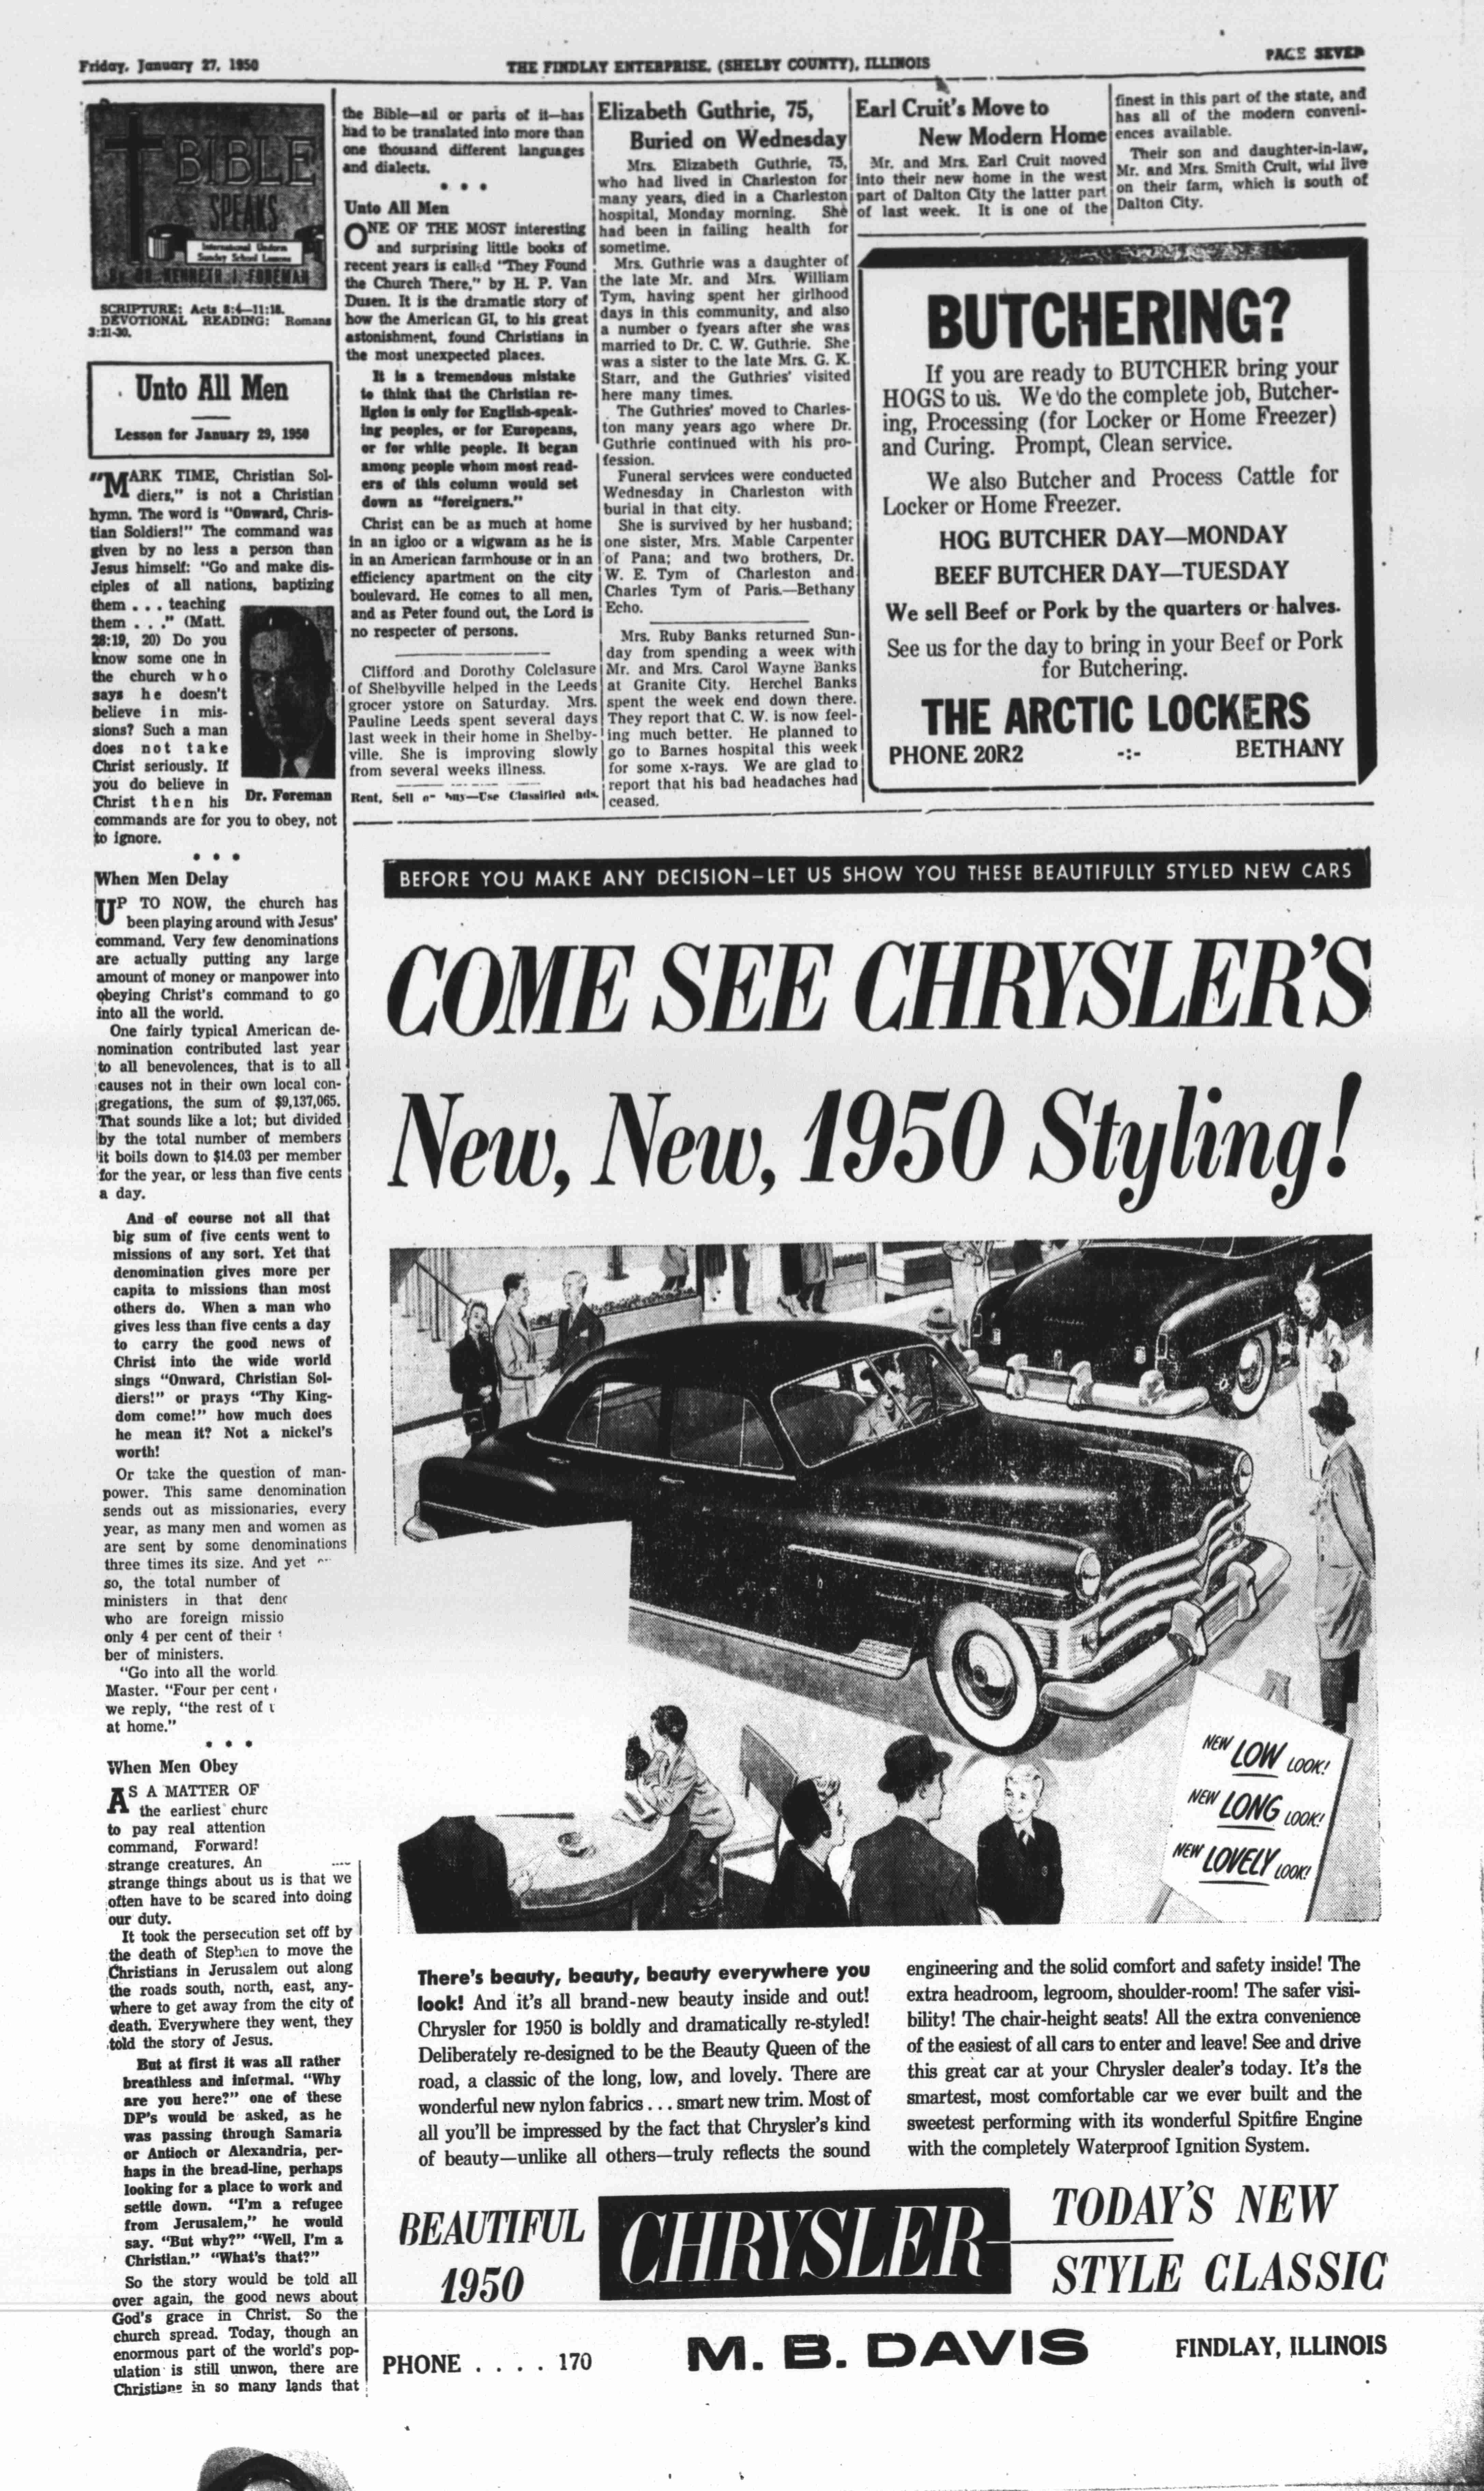 Friday, January 27, 1950
THE FINDLAY ENTERPRISE, (SHELBY COUNTY), ILLINOIS
PAGE SEVEN
BIBLE
SPEAKS
International Uniform
Sunday School Lessons
By DR. KENNETH J. FOREMAN
SCRIPTURE: Acts 8:4—11:18.
DEVOTIONAL READING: Romans
3:21-30.
Unto All Men
Lesson for January 29, 1950
"MARK TIME, Christian Sol-
diers," is not a Christian
hymn. The word is "Onward, Chris-
tian Soldiers!" The command was
given by no less a person than
Jesus himself: "Go and make dis-
ciples of all nations, baptizing
them . . . teaching
them . . ." (Matt.
28:19, 20) Do you
know some one in
the church who
says he doesn't
believe in mis-
sions? Such a man
does not take
Christ seriously. If
you do believe in
Christ then his
Dr. Foreman
commands are for you to obey, not
to ignore.
• • •
When Men Delay
UP TO NOW, the church has
been playing around with Jesus'
command. Very few denominations
are actually putting any large
amount of money or manpower into
obeying Christ's command to go
into all the world.
One fairly typical American de-
nomination contributed last year
to all benevolences, that is to all
causes not in their own local con-
gregations, the sum of $9,137,065.
That sounds like a lot; but divided
by the total number of members
it boils down to $14.03 per member
for the year, or less than five cents
a day.
And of course not all that
big sum of five cents went to
missions of any sort. Yet that
denomination gives more per
capita to missions than most
others do. When a man who
gives less than five cents a day
to carry the good news of
Christ into the wide world
sings "Onward, Christian Sol-
diers!" or prays "Thy King-
dom come!" how much does
he mean it? Not a nickel's
worth!
Or take the question of man-
power. This same denomination
sends out as missionaries, every
year, as many men and women as
are sent by some denominations
three times its size. And yet
so, the total number of
ministers in that
who are foreign missio
only 4 per cent of their
ber of ministers.
"Go into all the world
Master. "Four per cent
we reply, "the rest of
at home."
• • •
When Men Obey
AS A MATTER OF
the earliest churc
to pay real attention
command, Forward!
strange creatures. An
strange things about us is that we
often have to be scared into doing
our duty.
It took the persecution set off by
the death of Stephen to move the
Christians in Jerusalem out along
the roads south, north, east, any-
where to get away from the city of
death. Everywhere they went, they
told the story of Jesus.
But at first it was all rather
breathless and informal. "Why
are you here?" one of these
DP's would be asked, as he
was passing through Samaria
or Antioch or Alexandria, per-
haps in the bread-line, perhaps
looking for a place to work and
settle down. "I'm a refugee
from Jerusalem," he would
say. "But why?" "Well, I'm a
Christian." "What's that?"
So the story would be told all
over again, the good news about
God's grace in Christ. So the
church spread. Today, though an
enormous part of the world's pop-
ulation is still unwon, there are
Christians in so many lands that
the Bible—all or parts of it—has
had to be translated into more than
one thousand different languages
and dialects.
• • •
Unto All Men
ONE OF THE MOST interesting
and surprising little books of
recent years is called "They Found
the Church There," by H. P. Van
Dusen. It is the dramatic story of
how the American GI, to his great
astonishment, found Christians in
the most unexpected places.
It is a tremendous mistake
to think that the Christian re-
ligion is only for English-speak-
ing peoples, or for Europeans,
or for white people. It began
among people whom most read-
ers of this column would set
down as "foreigners."
Christ can be as much at home
in an igloo or a wigwam as he is
in an American farmhouse or in an
efficiency apartment on the city
boulevard. He comes to all men,
and as Peter found out, the Lord is
no respecter of persons.
Clifford and Dorothy Colclasure
of Shelbyville helped in the Leeds
grocer ystore on Saturday. Mrs.
Pauline Leeds spent several days
last week in their home in Shelby-
ville. She is improving slowly
from several weeks illness.
Rent, Sell or buy—Use Classified ads.
Elizabeth Guthrie, 75,
Buried on Wednesday
Mrs. Elizabeth Guthrie, 75,
who had lived in Charleston for
many years, died in a Charleston
hospital, Monday morning. She
had been in failing health for
sometime.
Mrs. Guthrie was a daughter of
the late Mr. and Mrs. William
Tym, having spent her girlhood
days in this community, and also
a number o fyears after she was
married to Dr. C. W. Guthrie. She
was a sister to the late Mrs. G. K.
Starr, and the Guthries' visited
here many times.
The Guthries' moved to Charles-
ton many years ago where Dr.
Guthrie continued with his pro-
fession.
Funeral services were conducted
Wednesday in Charleston with
burial in that city.
She is survived by her husband;
one sister, Mrs. Mable Carpenter
of Pana; and two brothers, Dr.
W. E. Tym of Charleston and
Charles Tym of Paris.—Bethany
Echo.
Mrs. Ruby Banks returned Sun-
day from spending a week with
Mr. and Mrs. Carol Wayne Banks
at Granite City. Herchel Banks
spent the week end down there.
They report that C. W. is now feel-
ing much better. He planned to
go to Barnes hospital this week
for some x-rays. We are glad to
report that his bad headaches had
ceased.
Earl Cruit's Move to
New Modern Home
Mr. and Mrs. Earl Cruit moved
into their new home in the west
part of Dalton City the latter part
of last week. It is one of the
finest in this part of the state, and
has all of the modern conveni-
ences available.
Their son and daughter-in-law,
Mr. and Mrs. Smith Cruit, will live
on their farm, which is south of
Dalton City.
BUTCHERING?
If you are ready to BUTCHER bring your
HOGS to us. We do the complete job, Butcher-
ing, Processing (for Locker or Home Freezer)
and Curing. Prompt, Clean service.
We also Butcher and Process Cattle for
Locker or Home Freezer.
HOG BUTCHER DAY—MONDAY
BEEF BUTCHER DAY—TUESDAY
We sell Beef or Pork by the quarters or halves.
See us for the day to bring in your Beef or Pork
for Butchering.
THE ARCTIC LOCKERS
PHONE 20R2 -:- BETHANY
BEFORE YOU MAKE ANY DECISION—LET US SHOW YOU THESE BEAUTIFULLY STYLED NEW CARS
COME SEE CHRYSLER'S
New, New, 1950 Styling!
NEW LOW LOOK!
NEW LONG LOOK!
NEW LOVELY LOOK!
There's beauty, beauty, beauty everywhere you
look! And it's all brand-new beauty inside and out!
Chrysler for 1950 is boldly and dramatically re-styled!
Deliberately re-designed to be the Beauty Queen of the
road, a classic of the long, low, and lovely. There are
wonderful new nylon fabrics . . . smart new trim. Most of
all you'll be impressed by the fact that Chrysler's kind
of beauty—unlike all others—truly reflects the sound
engineering and the solid comfort and safety inside! The
extra headroom, legroom, shoulder-room! The safer visi-
bility! The chair-height seats! All the extra convenience
of the easiest of all cars to enter and leave! See and drive
this great car at your Chrysler dealer's today. It's the
smartest, most comfortable car we ever built and the
sweetest performing with its wonderful Spitfire Engine
with the completely Waterproof Ignition System.
BEAUTIFUL
1950
CHRYSLER
TODAY'S NEW
STYLE CLASSIC
PHONE . . . . 170
M. B. DAVIS
FINDLAY, ILLINOIS